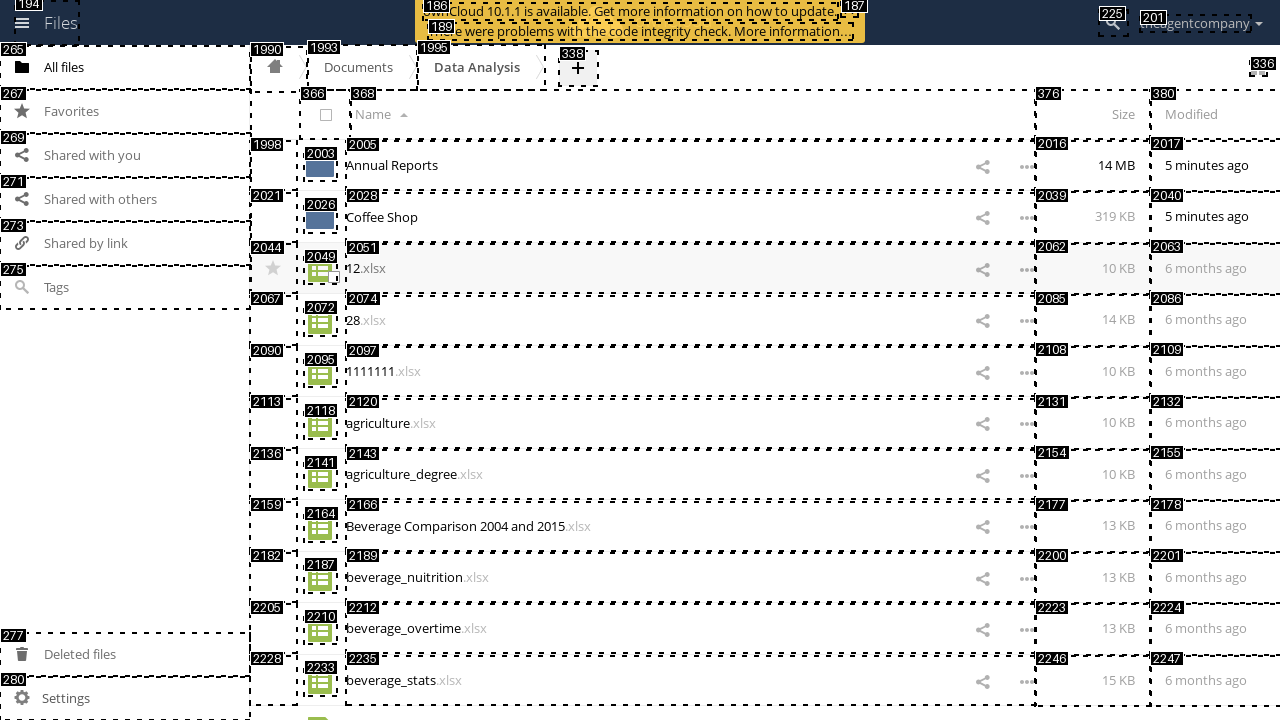 194
Files
186
187
ownCloud 10.1.1 is available. Get more information on how to update.
189
There were problems with the code integrity check. More information…
225
201
theagentcompany
265
All files
267
Favorites
269
Shared with you
271
Shared with others
273
Shared by link
275
Tags
277
Deleted files
280
Settings
1990
1993
Documents
1995
Data Analysis
338
+
336
366
368
Name
376
Size
380
Modified
1998
2003
2005
Annual Reports
2016
14 MB
2017
5 minutes ago
2021
2026
2028
Coffee Shop
2039
319 KB
2040
5 minutes ago
2044
2049
2051
12.xlsx
2062
10 KB
2063
6 months ago
2067
2072
2074
28.xlsx
2085
14 KB
2086
6 months ago
2090
2095
2097
1111111.xlsx
2108
10 KB
2109
6 months ago
2113
2118
2120
agriculture.xlsx
2131
10 KB
2132
6 months ago
2136
2141
2143
agriculture_degree.xlsx
2154
10 KB
2155
6 months ago
2159
2164
2166
Beverage Comparison 2004 and 2015.xlsx
2177
13 KB
2178
6 months ago
2182
2187
2189
beverage_nuitrition.xlsx
2200
13 KB
2201
6 months ago
2205
2210
2212
beverage_overtime.xlsx
2223
13 KB
2224
6 months ago
2228
2233
2235
beverage_stats.xlsx
2246
15 KB
2247
6 months ago